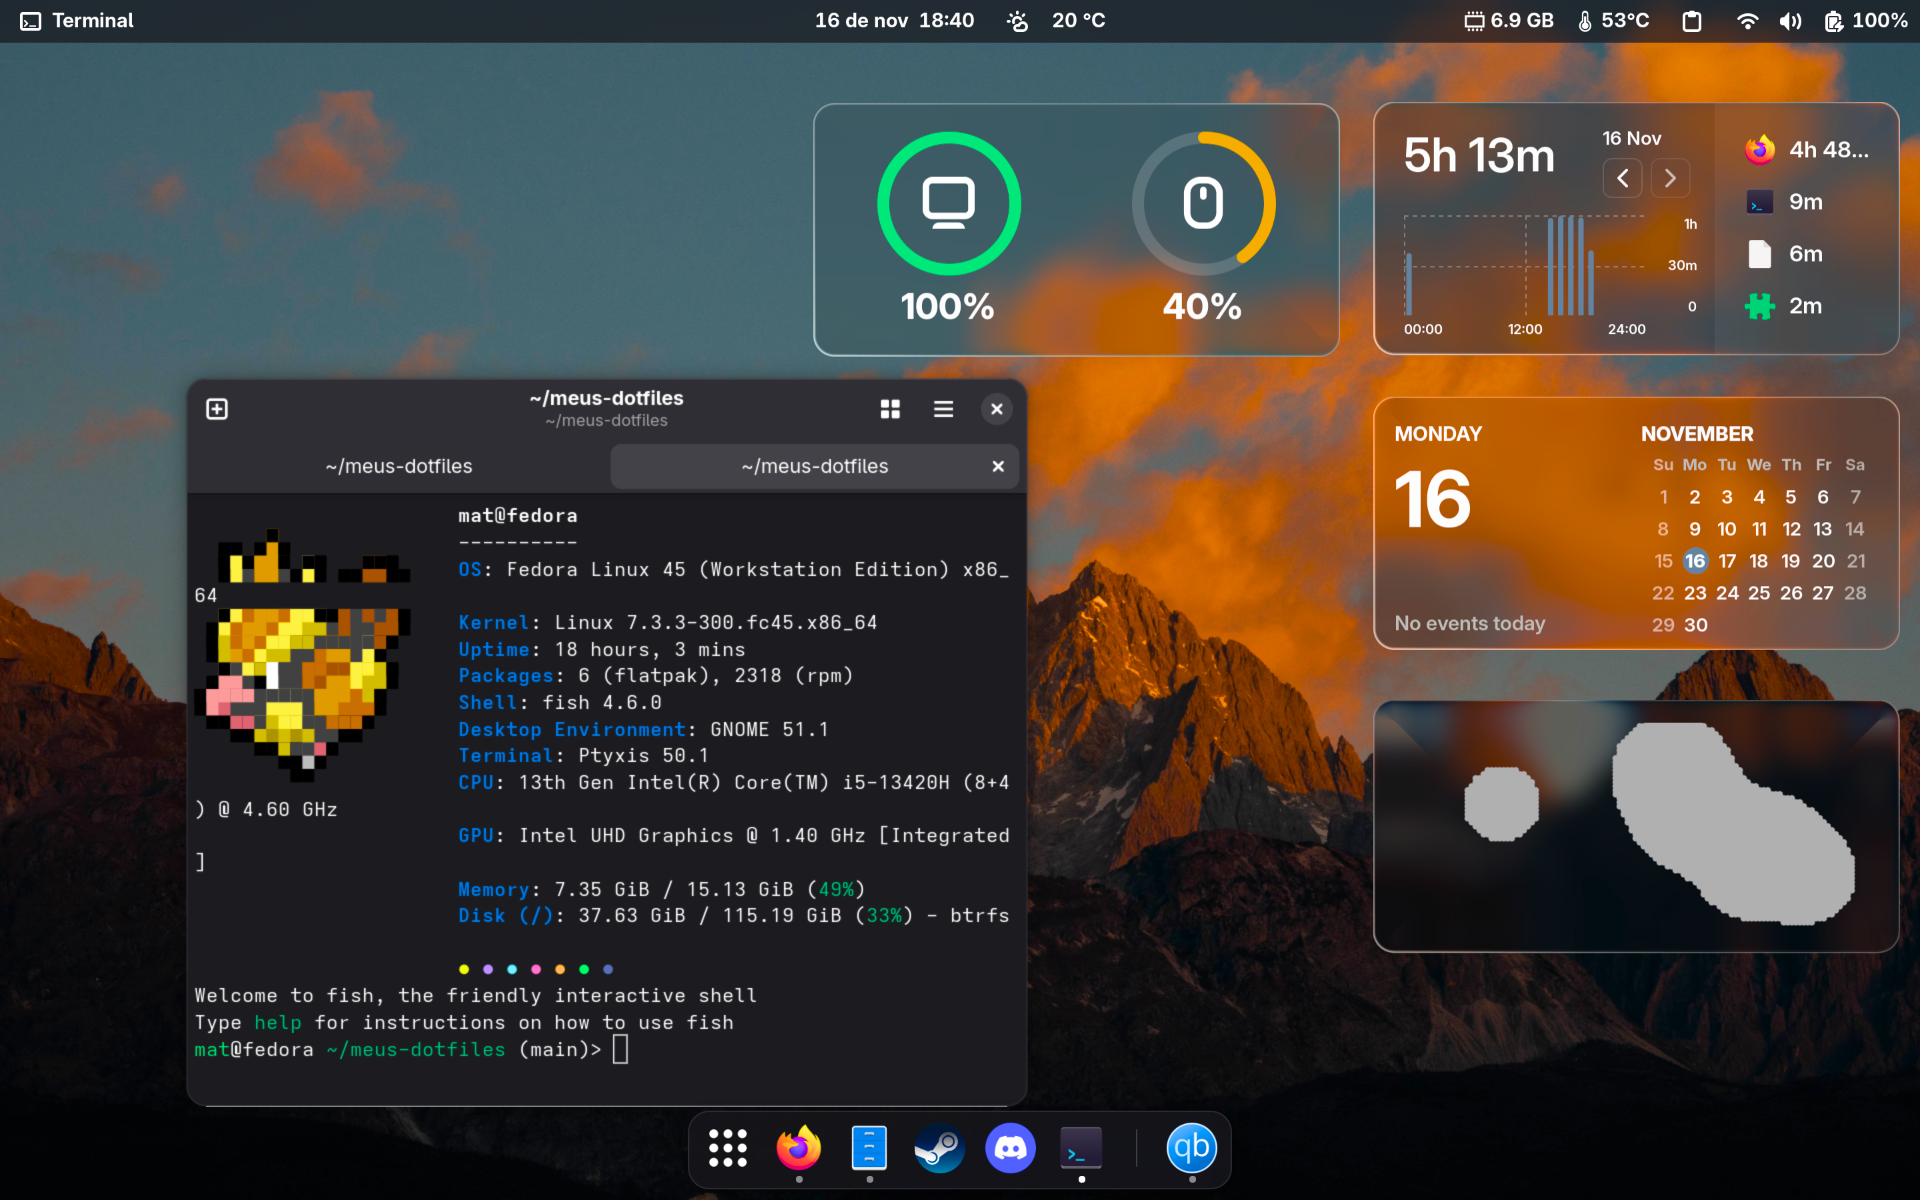 Terminal
16 de nov 18:40
20 °C
6.9 GB
53°C
100%
100%
40%
5h 13m
16 Nov
1h
30m
0
00:00 12:00 24:00
4h 48...
9m
6m
2m
MONDAY
16
No events today
NOVEMBER
Su Mo Tu We Th Fr Sa
1 2 3 4 5 6 7
8 9 10 11 12 13 14
15 16 17 18 19 20 21
22 23 24 25 26 27 28
29 30
~/meus-dotfiles
~/meus-dotfiles
~/meus-dotfiles
~/meus-dotfiles
mat@fedora
----------
OS: Fedora Linux 45 (Workstation Edition) x86_
64
Kernel: Linux 7.3.3-300.fc45.x86_64
Uptime: 18 hours, 3 mins
Packages: 6 (flatpak), 2318 (rpm)
Shell: fish 4.6.0
Desktop Environment: GNOME 51.1
Terminal: Ptyxis 50.1
CPU: 13th Gen Intel(R) Core(TM) i5-13420H (8+4
) @ 4.60 GHz
GPU: Intel UHD Graphics @ 1.40 GHz [Integrated
]
Memory: 7.35 GiB / 15.13 GiB (49%)
Disk (/): 37.63 GiB / 115.19 GiB (33%) - btrfs
Welcome to fish, the friendly interactive shell
Type help for instructions on how to use fish
mat@fedora ~/meus-dotfiles (main)>
qb